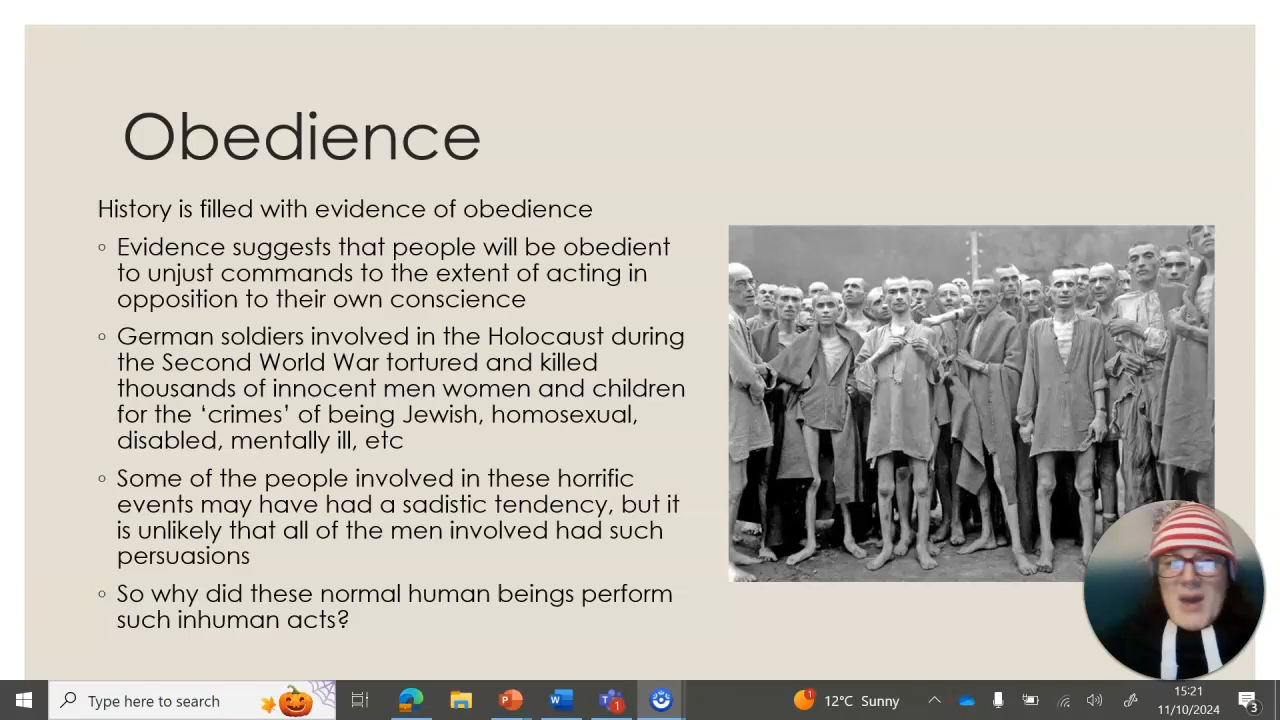 Obedience
History is filled with evidence of obedience
◦ Evidence suggests that people will be obedient
to unjust commands to the extent of acting in
opposition to their own conscience
◦ German soldiers involved in the Holocaust during
the Second World War tortured and killed
thousands of innocent men women and children
for the ‘crimes’ of being Jewish, homosexual,
disabled, mentally ill, etc
◦ Some of the people involved in these horrific
events may have had a sadistic tendency, but it
is unlikely that all of the men involved had such
persuasions
◦ So why did these normal human beings perform
such inhuman acts?
Type here to search
1
1
12°C Sunny
15:21
11/10/2024
3